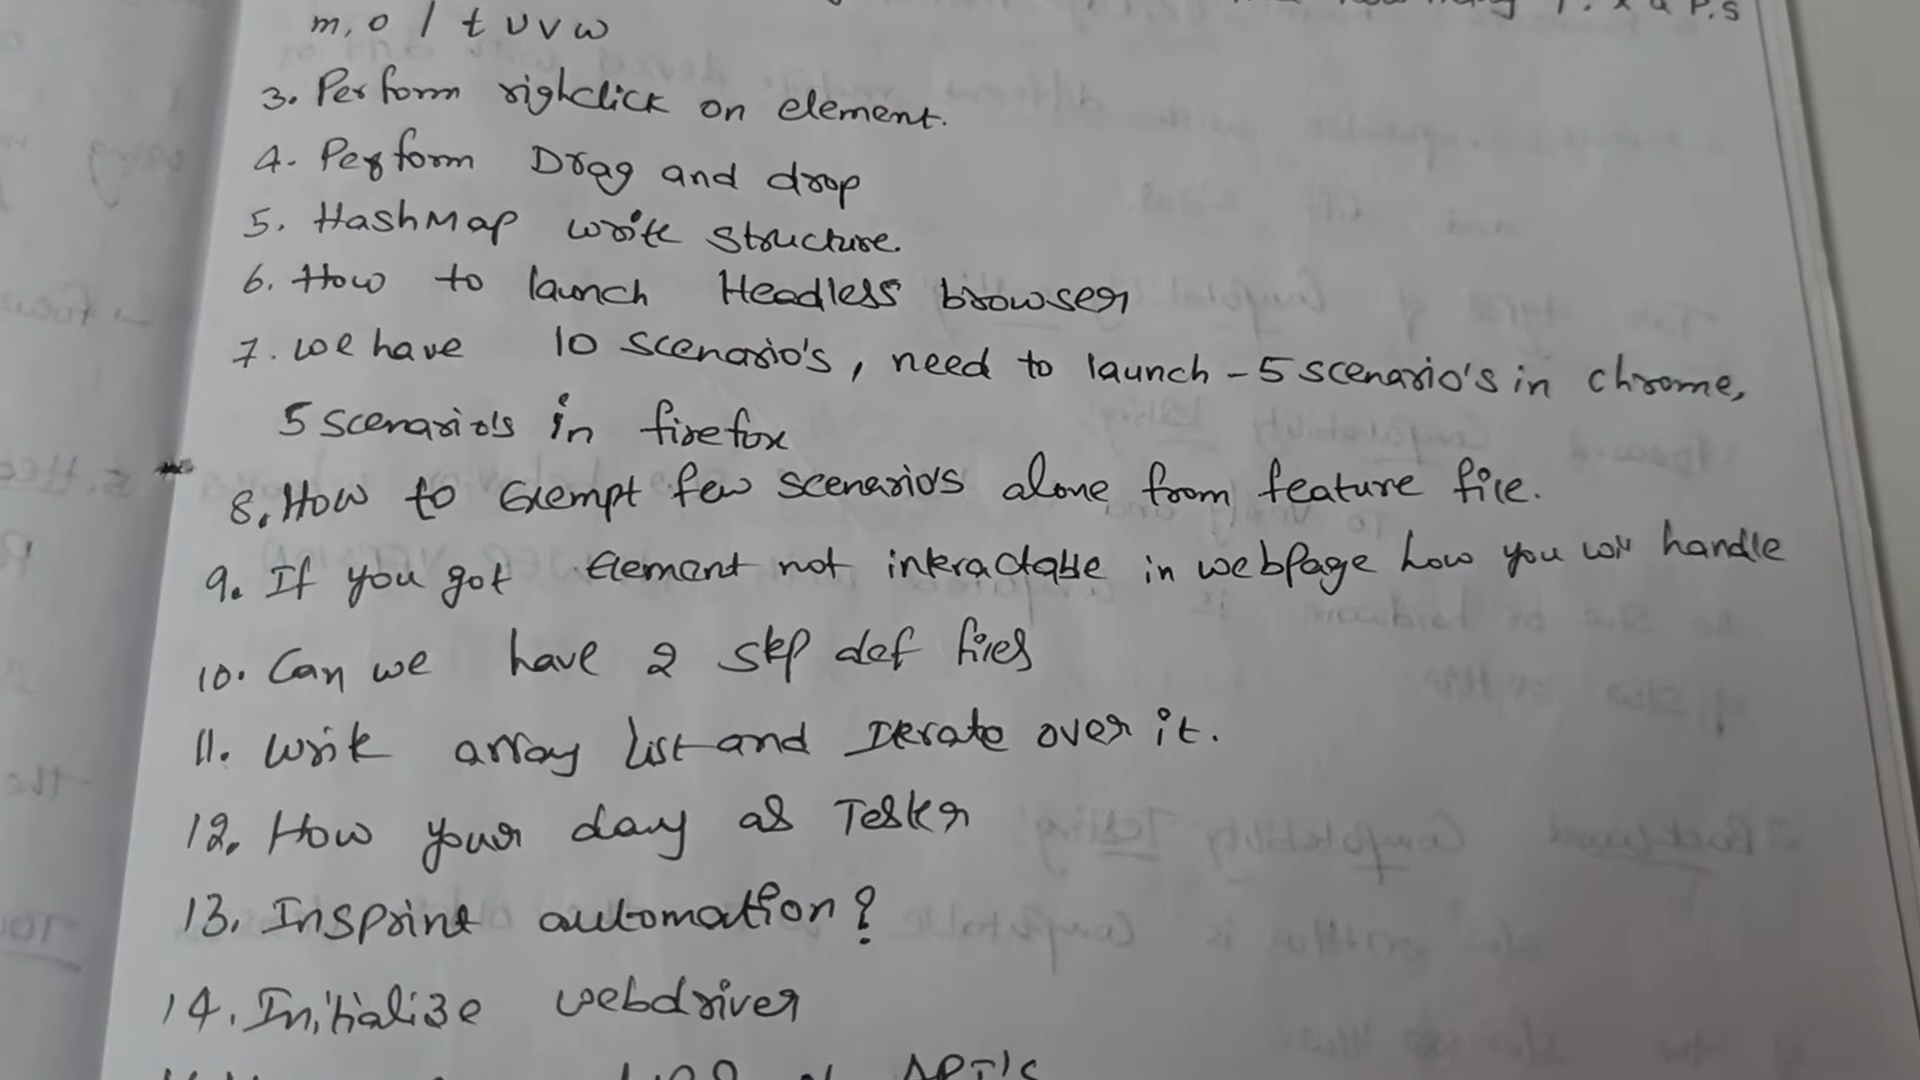 P.s
m, o / t u v w
3. Perform righclick on element.
4. Perform Drag and drop
5. HashMap write structure.
6. How to launch Headless browser
7. we have 10 scenario's, need to launch - 5 scenario's in chrome,
5 scenario's in firefox
8. How to Exempt few scenario's alone from feature file.
9. If you got Element not interactable in webpage how you will handle
10. Can we have 2 step def files
11. write array list and Iterate over it.
12. How your day as Tester
13. Insprint automation?
14. Initialize webdriver
API's